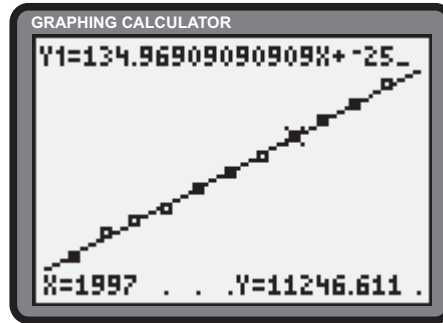 GRAPHING CALCULATOR
Y1=134.96909090909X+ -25_
X=1997 . . .Y=11246.611 .